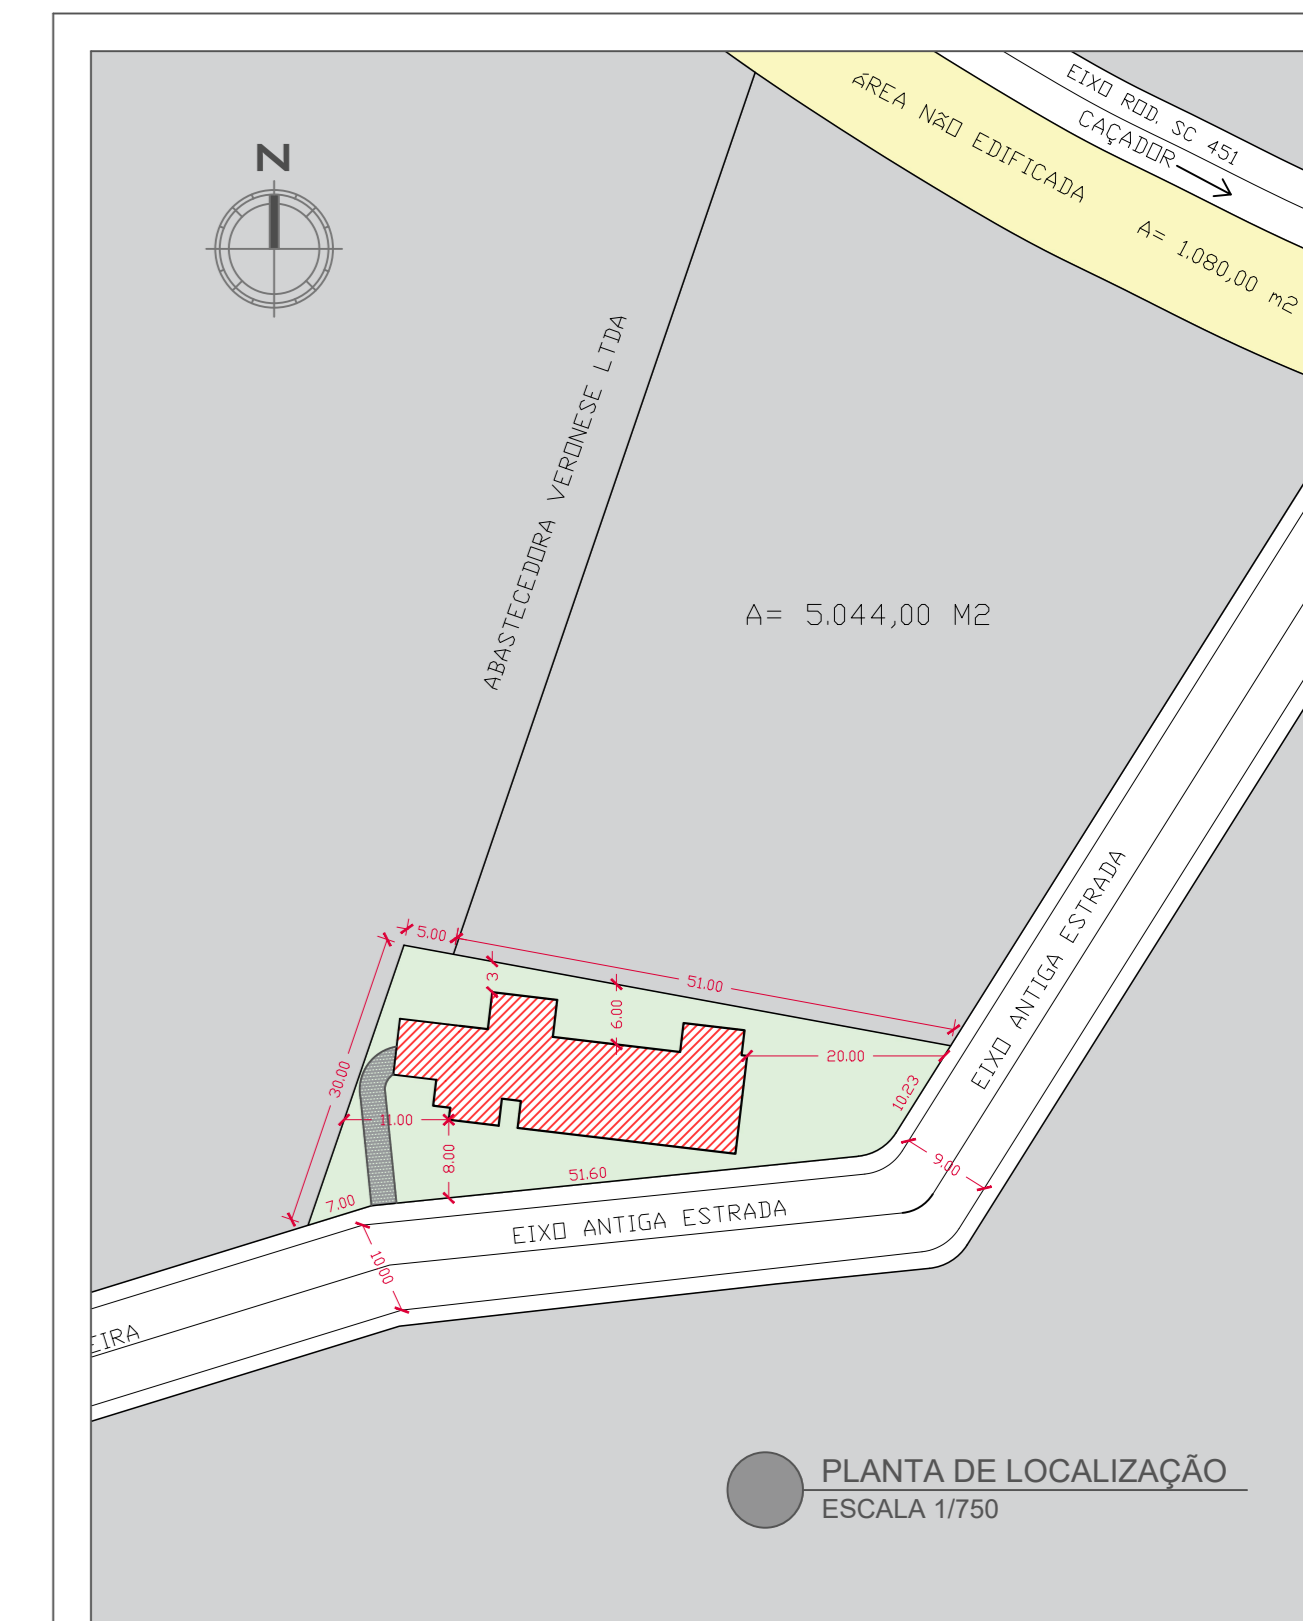 N
EIXO ROD. SC 451
CAÇADOR
ÁREA NÃO EDIFICADA
A= 1.080,00 m2
ABASTECEDORA VERONESE LTDA
A= 5.044,00 M2
EIXO ANTIGA ESTRADA
5.00
51.00
3
6.00
20.00
30.00
11.00
10.23
8.00
9.00
51.60
7.00
EIXO ANTIGA ESTRADA
10.00
EIRA
PLANTA DE LOCALIZAÇÃO
ESCALA 1/750